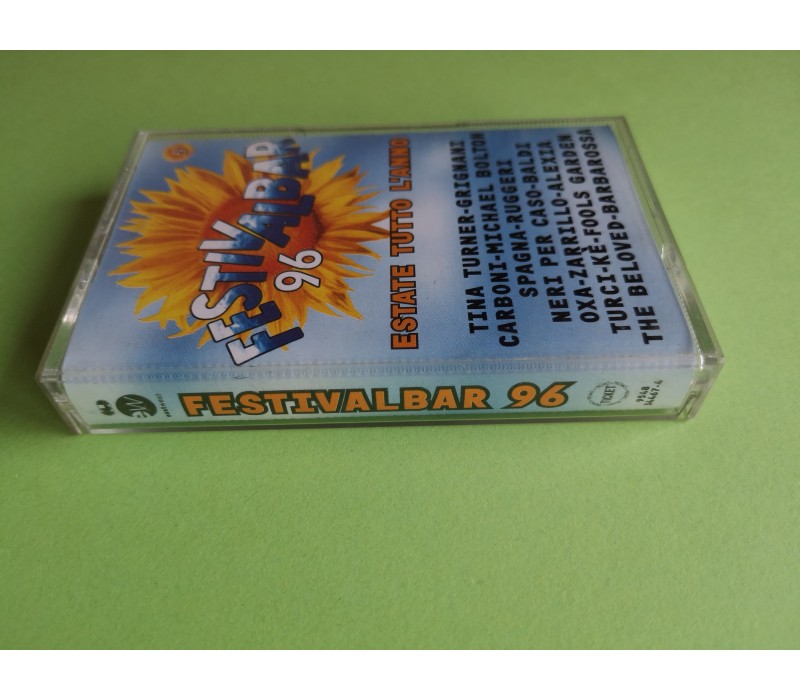 FESTIVALBAR
96
ESTATE TUTTO L'ANNO
TINA TURNER-GRIGNANI
CARBONI-MICHAEL BOLTON
SPAGNA-RUGGERI
NERI PER CASO-BALDI
OXA-ZARRILLO-ALEXIA
TURCI-KÈ-FOOLS GARDEN
THE BELOVED-BARBAROSSA
FESTIVALBAR 96
TICKET
9548